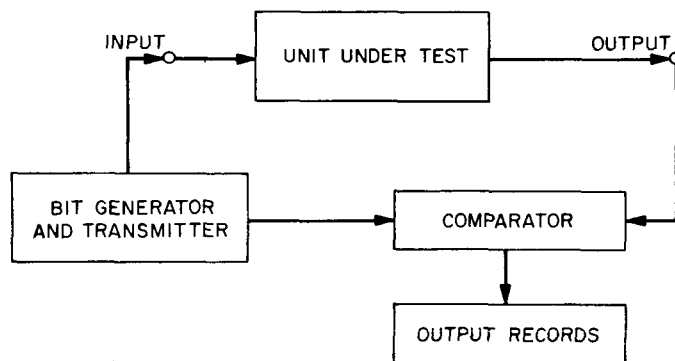 INPUT
UNIT UNDER TEST
OUTPUT
BIT GENERATOR
AND TRANSMITTER
COMPARATOR
OUTPUT RECORDS